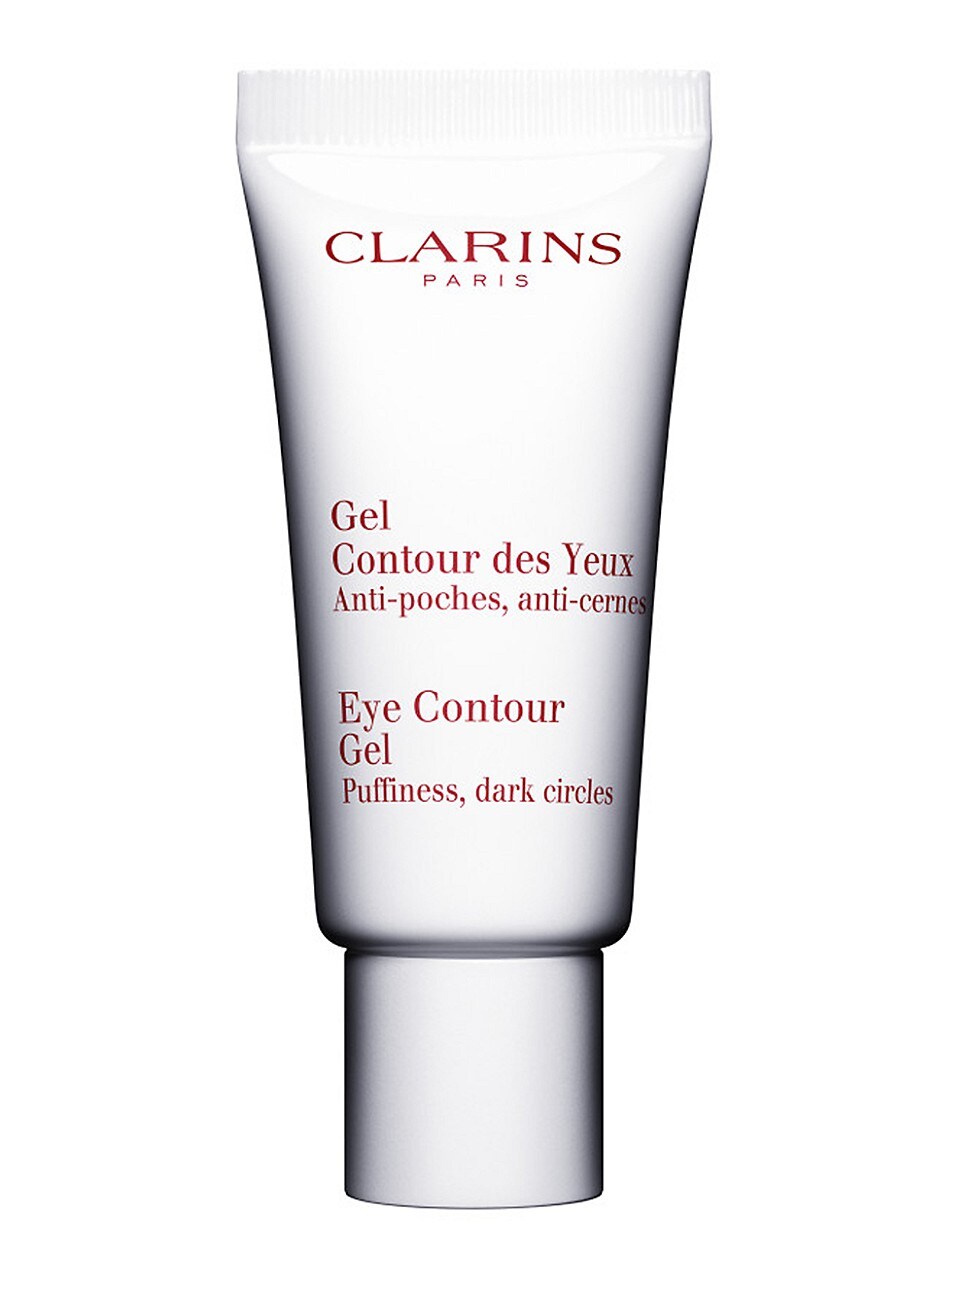 CLARINS
PARIS
Gel
Contour des Yeux
Anti-poches, anti-cernes
Eye Contour
Gel
Puffiness, dark circles